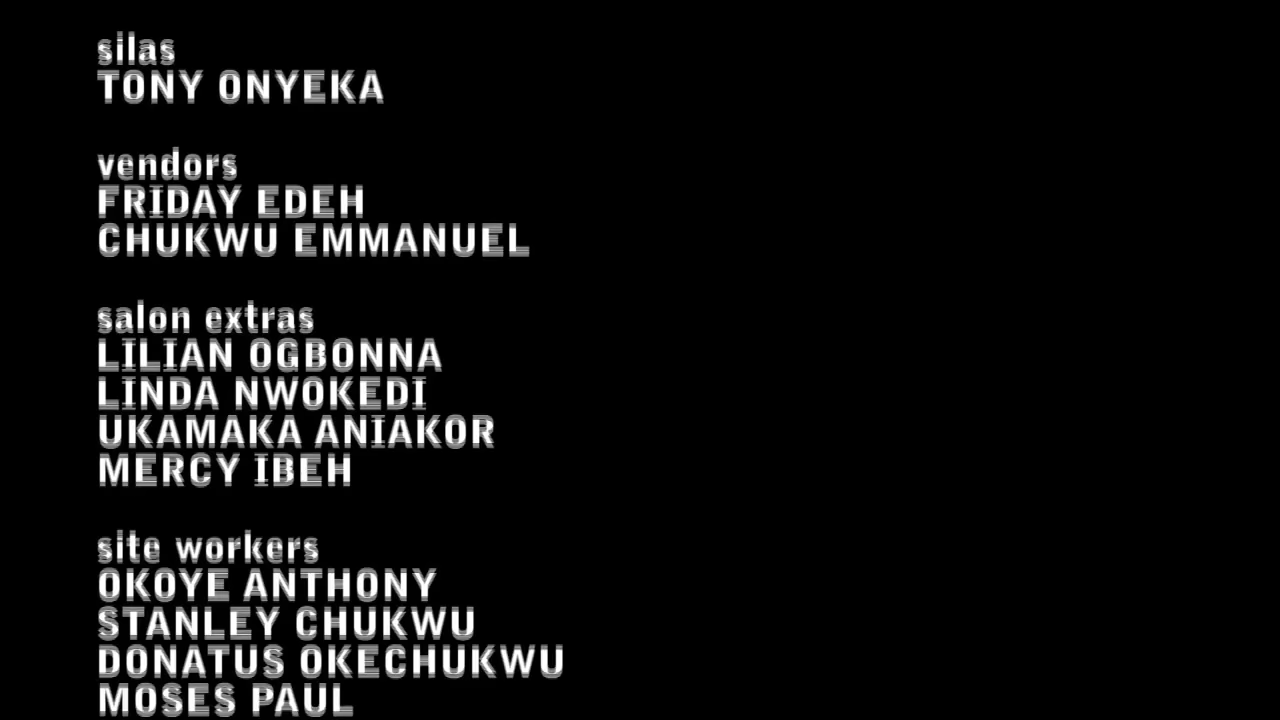 silas
TONY ONYEKA
vendors
FRIDAY EDEH
CHUKWU EMMANUEL
salon extras
LILIAN OGBONNA
LINDA NWOKEDI
UKAMAKA ANIAKOR
MERCY IBEH
site workers
OKOYE ANTHONY
STANLEY CHUKWU
DONATUS OKECHUKWU
MOSES PAUL